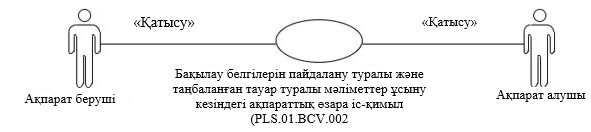 «Қатысу»
«Қатысу»
Бақылау белгілерін пайдалану туралы және
таңбаланған тауар туралы мәліметтер ұсыну
кезіндегі ақпараттық өзара іс-қимыл
(PLS.01.BCV.002
Ақпарат беруші
Ақпарат алушы